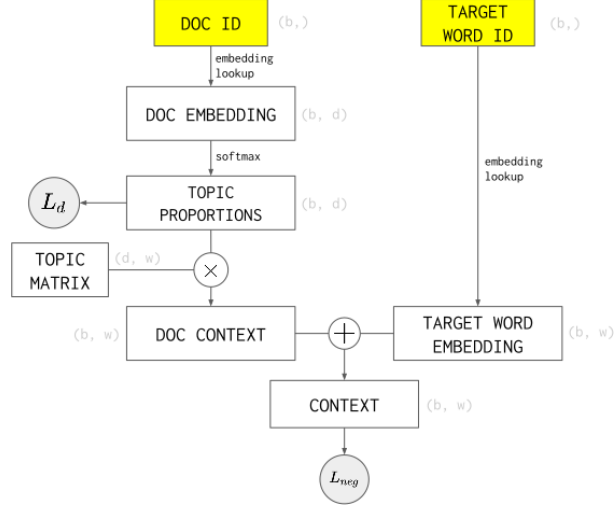 DOC ID
(b,)
TARGET
WORD ID
(b,)
embedding
lookup
DOC EMBEDDING
(b, d)
softmax
embedding
lookup
L_d
TOPIC
PROPORTIONS
(b, d)
TOPIC
MATRIX
(d, w)
×
(b, w)
DOC CONTEXT
+
TARGET WORD
EMBEDDING
(b, w)
CONTEXT
(b, w)
L_neg